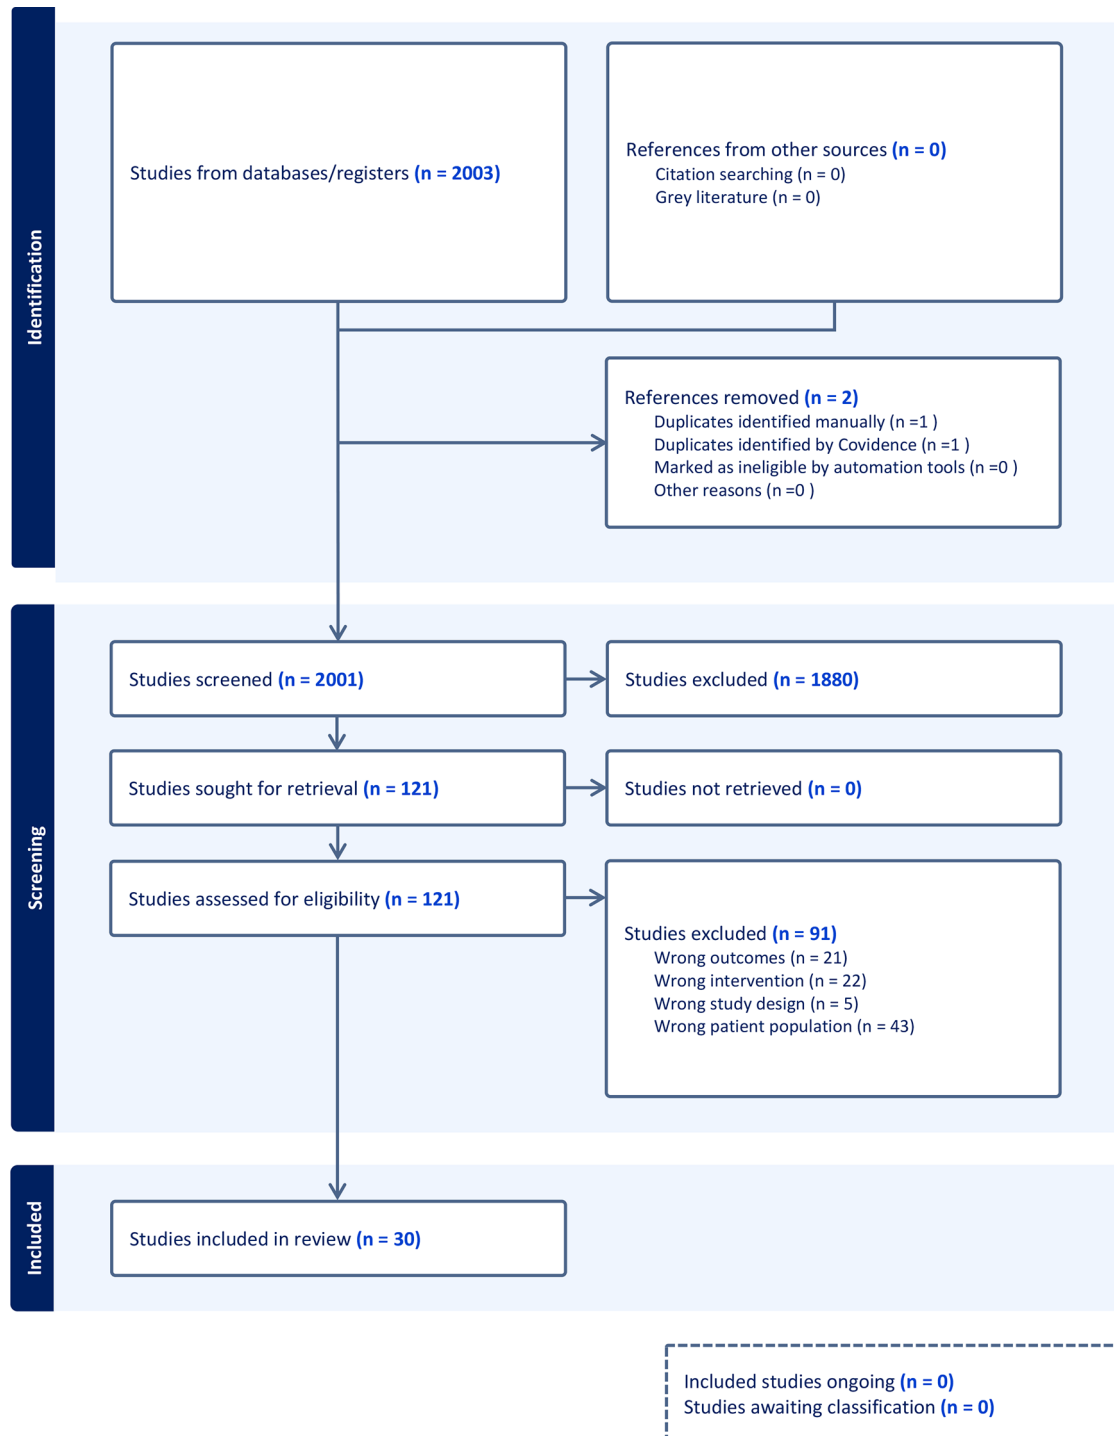 Identification
Studies from databases/registers (n = 2003)
References from other sources (n = 0)
Citation searching (n = 0)
Grey literature (n = 0)
References removed (n = 2)
Duplicates identified manually (n =1 )
Duplicates identified by Covidence (n =1 )
Marked as ineligible by automation tools (n =0 )
Other reasons (n =0 )
Screening
Studies screened (n = 2001)
Studies excluded (n = 1880)
Studies sought for retrieval (n = 121)
Studies not retrieved (n = 0)
Studies assessed for eligibility (n = 121)
Studies excluded (n = 91)
Wrong outcomes (n = 21)
Wrong intervention (n = 22)
Wrong study design (n = 5)
Wrong patient population (n = 43)
Included
Studies included in review (n = 30)
Included studies ongoing (n = 0)
Studies awaiting classification (n = 0)